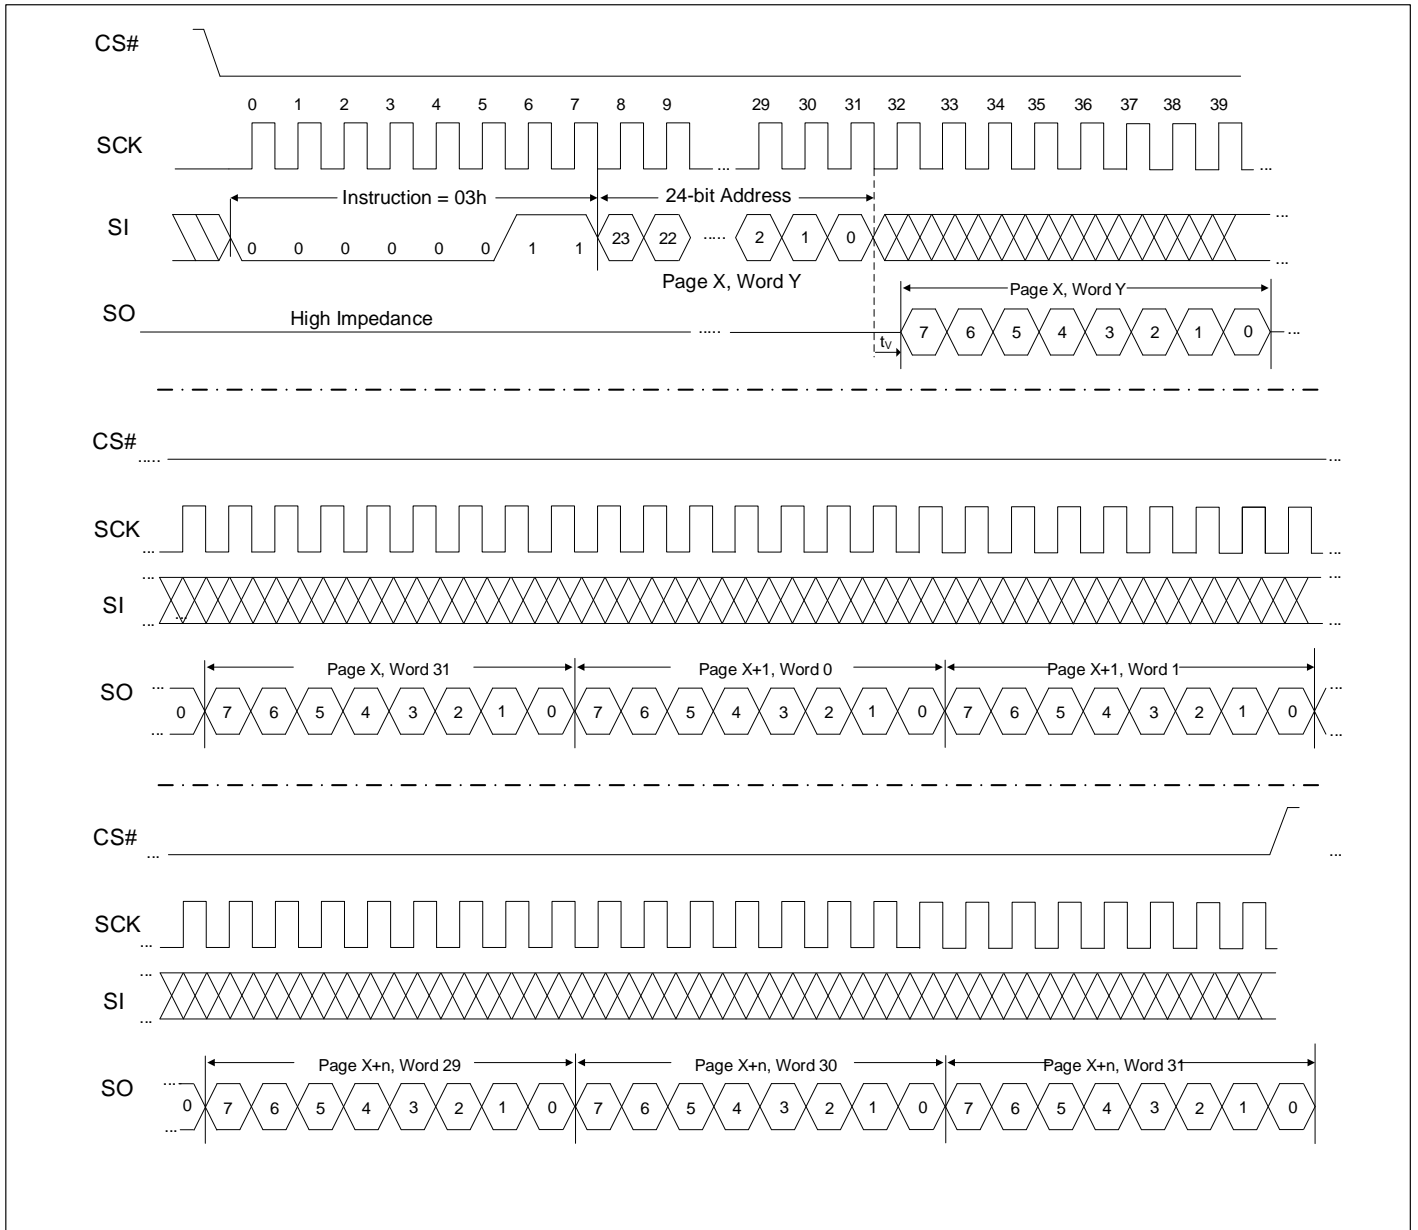 CS#
0 1 2 3 4 5 6 7 8 9 29 30 31 32 33 34 35 36 37 38 39
SCK ... ...
Instruction = 03h 24-bit Address
SI 0 0 0 0 0 0 1 1 23 22 ..... 2 1 0 ... ...
Page X, Word Y
Page X, Word Y
SO High Impedance ..... tV 7 6 5 4 3 2 1 0 ...
CS# ..... ...
SCK ... ...
... ...
SI ... ... ...
Page X, Word 31 Page X+1, Word 0 Page X+1, Word 1
SO ... 0 7 6 5 4 3 2 1 0 7 6 5 4 3 2 1 0 7 6 5 4 3 2 1 0 ...
... ...
CS# ... ...
SCK ...
... ...
SI ... ...
Page X+n, Word 29 Page X+n, Word 30 Page X+n, Word 31
SO ... 0 7 6 5 4 3 2 1 0 7 6 5 4 3 2 1 0 7 6 5 4 3 2 1 0
...